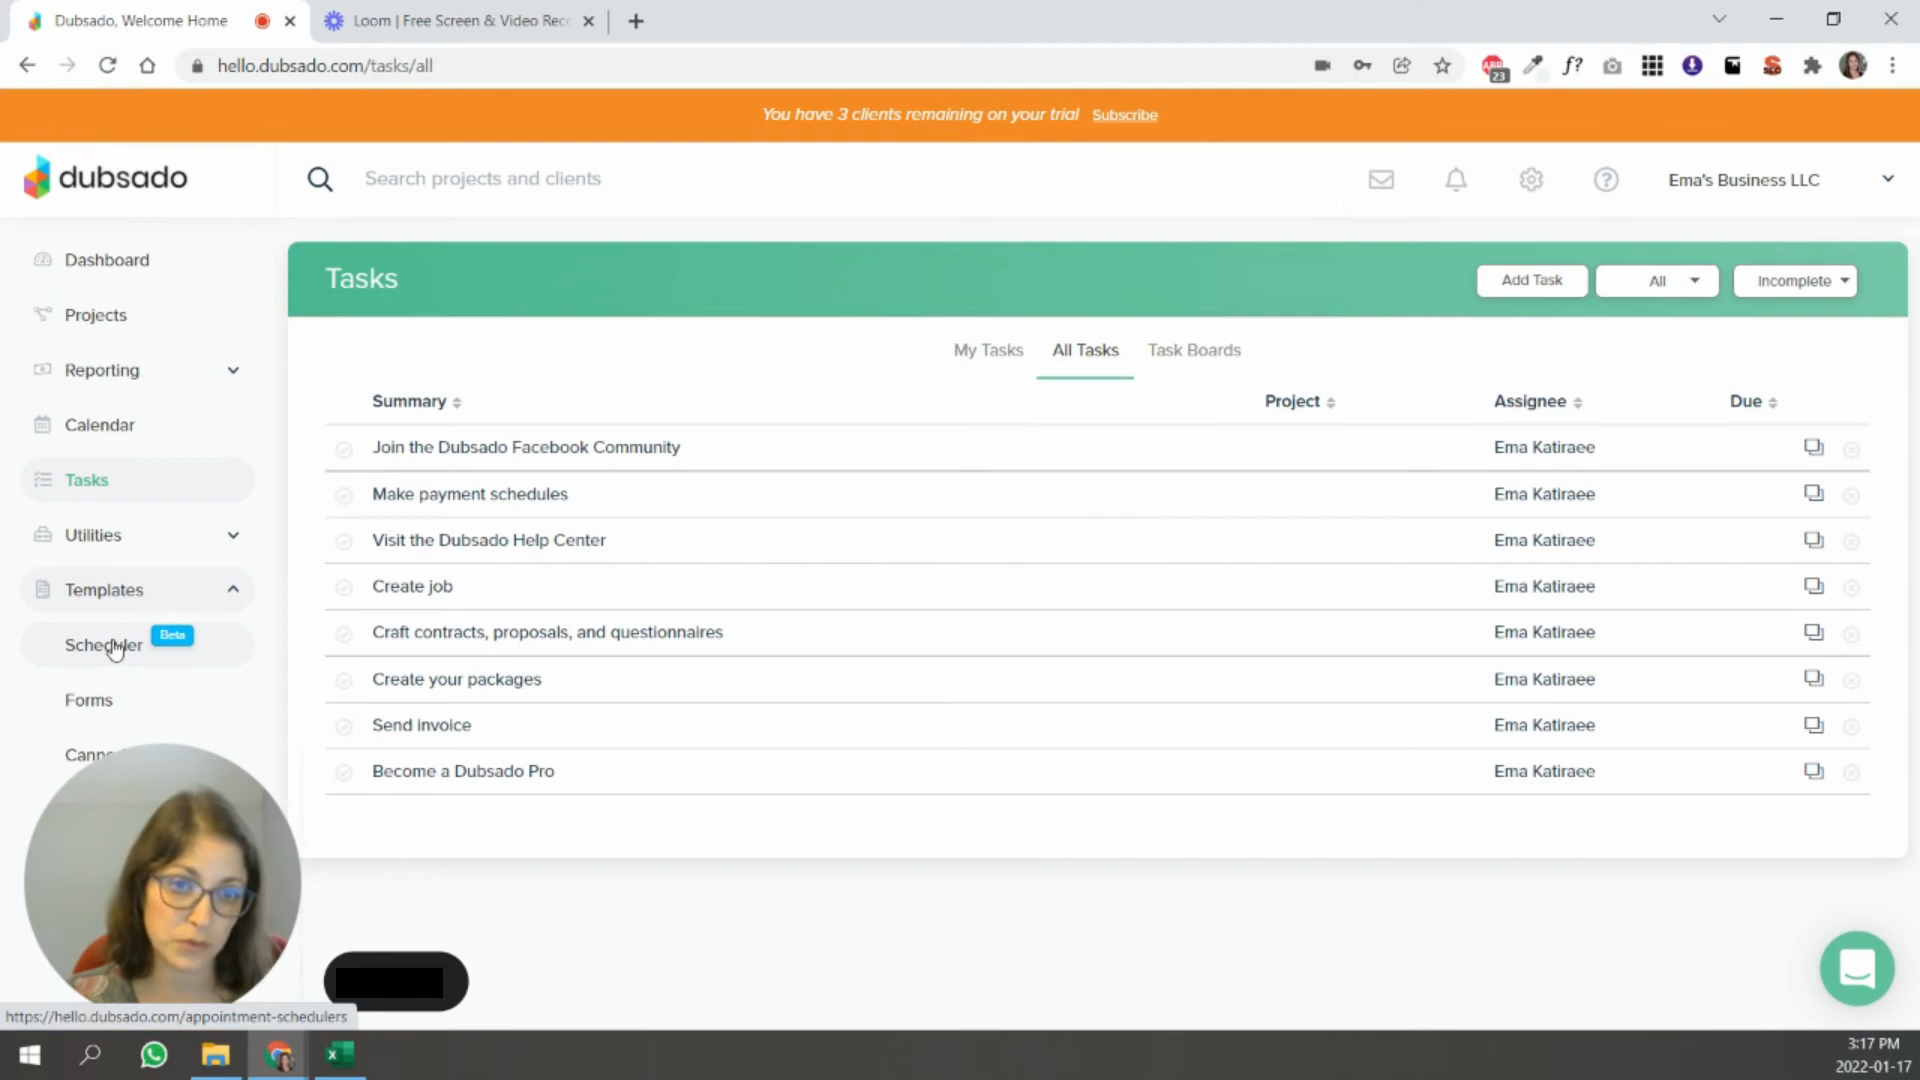 Dubsado, Welcome Home
Loom | Free Screen & Video Rec
hello.dubsado.com/tasks/all
ABP
23
f?
SEO
You have 3 clients remaining on your trial Subscribe
dubsado
Search projects and clients
Ema's Business LLC
Dashboard
Projects
Reporting
Calendar
Tasks
Utilities
Templates
Scheduler Beta
Forms
Cann
Tasks
Add Task
All
Incomplete
My Tasks All Tasks Task Boards
Summary Project Assignee Due
Join the Dubsado Facebook Community Ema Katiraee
Make payment schedules Ema Katiraee
Visit the Dubsado Help Center Ema Katiraee
Create job Ema Katiraee
Craft contracts, proposals, and questionnaires Ema Katiraee
Create your packages Ema Katiraee
Send invoice Ema Katiraee
Become a Dubsado Pro Ema Katiraee
https://hello.dubsado.com/appointment-schedulers
3:17 PM
2022-01-17